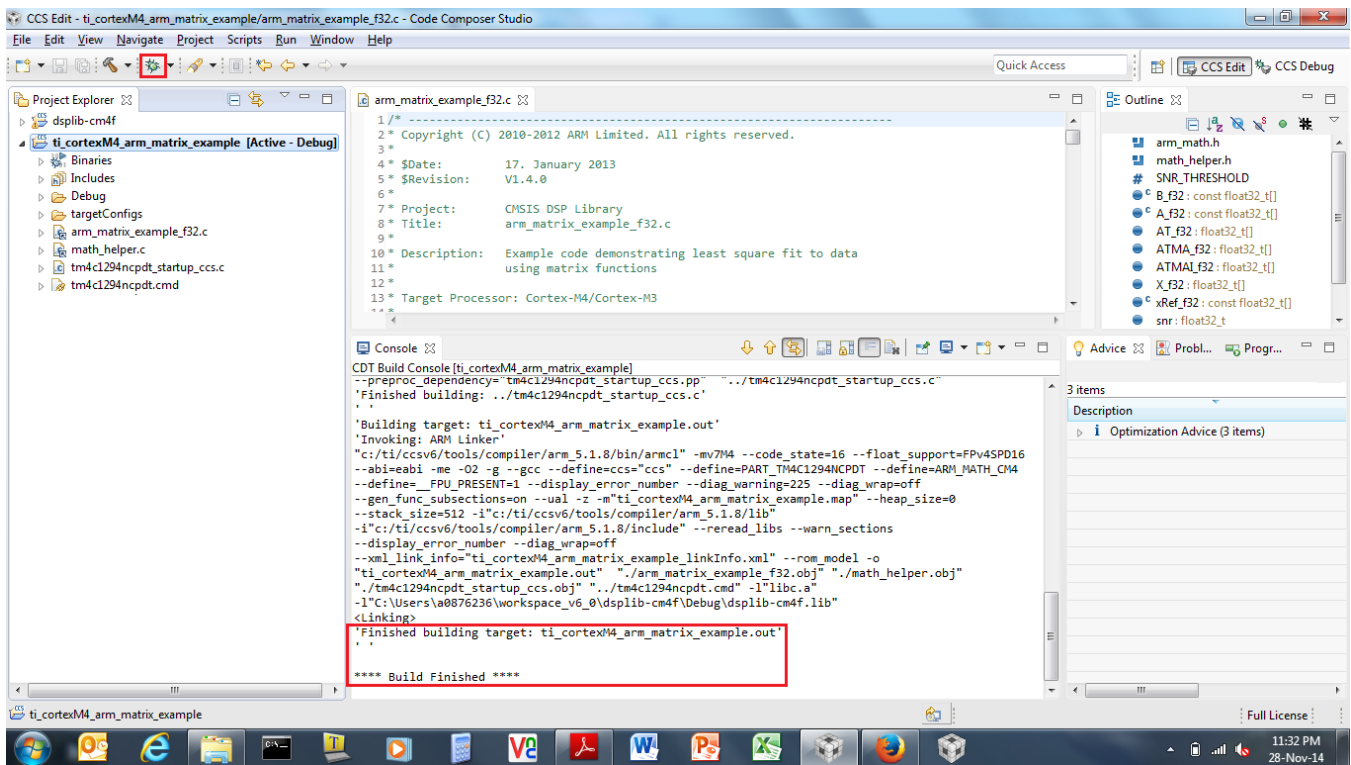 CCS Edit - ti_cortexM4_arm_matrix_example/arm_matrix_example_f32.c - Code Composer Studio
File Edit View Navigate Project Scripts Run Window Help
Quick Access
CCS Edit
CCS Debug
Project Explorer
dsplib-cm4f
ti_cortexM4_arm_matrix_example [Active - Debug]
Binaries
Includes
Debug
targetConfigs
arm_matrix_example_f32.c
math_helper.c
tm4c1294ncpdt_startup_ccs.c
tm4c1294ncpdt.cmd
arm_matrix_example_f32.c
1 /* ----------------------------------------------------------------------
2 * Copyright (C) 2010-2012 ARM Limited. All rights reserved.
3 *
4 * $Date: 17. January 2013
5 * $Revision: V1.4.0
6 *
7 * Project: CMSIS DSP Library
8 * Title: arm_matrix_example_f32.c
9 *
10 * Description: Example code demonstrating least square fit to data
11 * using matrix functions
12 *
13 * Target Processor: Cortex-M4/Cortex-M3
14 *
Outline
arm_math.h
math_helper.h
# SNR_THRESHOLD
B_f32 : const float32_t[]
A_f32 : const float32_t[]
AT_f32 : float32_t[]
ATMA_f32 : float32_t[]
ATMAI_f32 : float32_t[]
X_f32 : float32_t[]
xRef_f32 : const float32_t[]
snr : float32_t
Console
CDT Build Console [ti_cortexM4_arm_matrix_example]
--preproc_dependency="tm4c1294ncpdt_startup_ccs.pp" "../tm4c1294ncpdt_startup_ccs.c"
'Finished building: ../tm4c1294ncpdt_startup_ccs.c'
' '
'Building target: ti_cortexM4_arm_matrix_example.out'
'Invoking: ARM Linker'
"c:/ti/ccsv6/tools/compiler/arm_5.1.8/bin/armcl" -mv7M4 --code_state=16 --float_support=FPv4SPD16
--abi=eabi -me -O2 -g --gcc --define=ccs="ccs" --define=PART_TM4C1294NCPDT --define=ARM_MATH_CM4
--define=__FPU_PRESENT=1 --display_error_number --diag_warning=225 --diag_wrap=off
--gen_func_subsections=on --ual -z -m"ti_cortexM4_arm_matrix_example.map" --heap_size=0
--stack_size=512 -i"c:/ti/ccsv6/tools/compiler/arm_5.1.8/lib"
-i"c:/ti/ccsv6/tools/compiler/arm_5.1.8/include" --reread_libs --warn_sections
--display_error_number --diag_wrap=off
--xml_link_info="ti_cortexM4_arm_matrix_example_linkInfo.xml" --rom_model -o
"ti_cortexM4_arm_matrix_example.out" "./arm_matrix_example_f32.obj" "./math_helper.obj"
"./tm4c1294ncpdt_startup_ccs.obj" "../tm4c1294ncpdt.cmd" -l"libc.a"
-l"C:\Users\a0876236\workspace_v6_0\dsplib-cm4f\Debug\dsplib-cm4f.lib"
<Linking>
'Finished building target: ti_cortexM4_arm_matrix_example.out'
' '
**** Build Finished ****
Advice
Probl...
Progr...
3 items
Description
i Optimization Advice (3 items)
ti_cortexM4_arm_matrix_example
Full License
11:32 PM
28-Nov-14